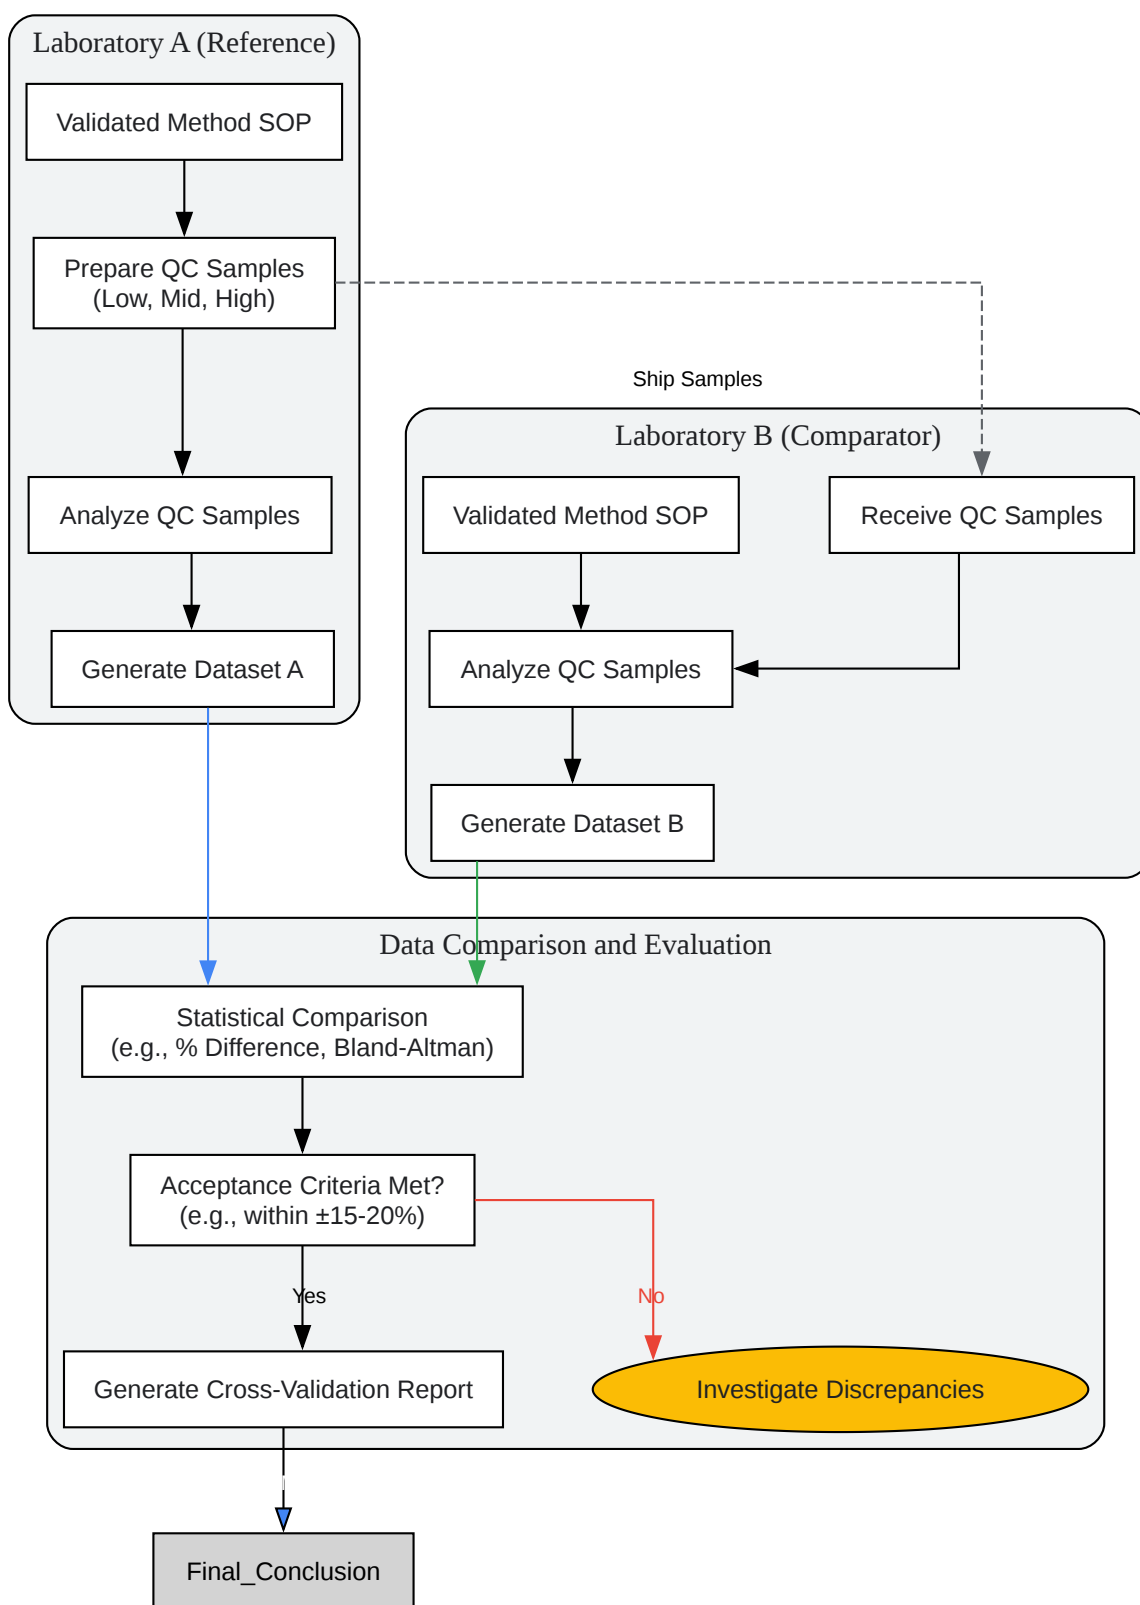 Laboratory A (Reference)
Validated Method SOP
Prepare QC Samples
(Low, Mid, High)
Ship Samples
Laboratory B (Comparator)
Analyze QC Samples
Validated Method SOP
Receive QC Samples
Generate Dataset A
Analyze QC Samples
Generate Dataset B
Data Comparison and Evaluation
Statistical Comparison
(e.g., % Difference, Bland-Altman)
Acceptance Criteria Met?
(e.g., within ±15-20%)
Yes
No
Generate Cross-Validation Report
Investigate Discrepancies
Final_Conclusion